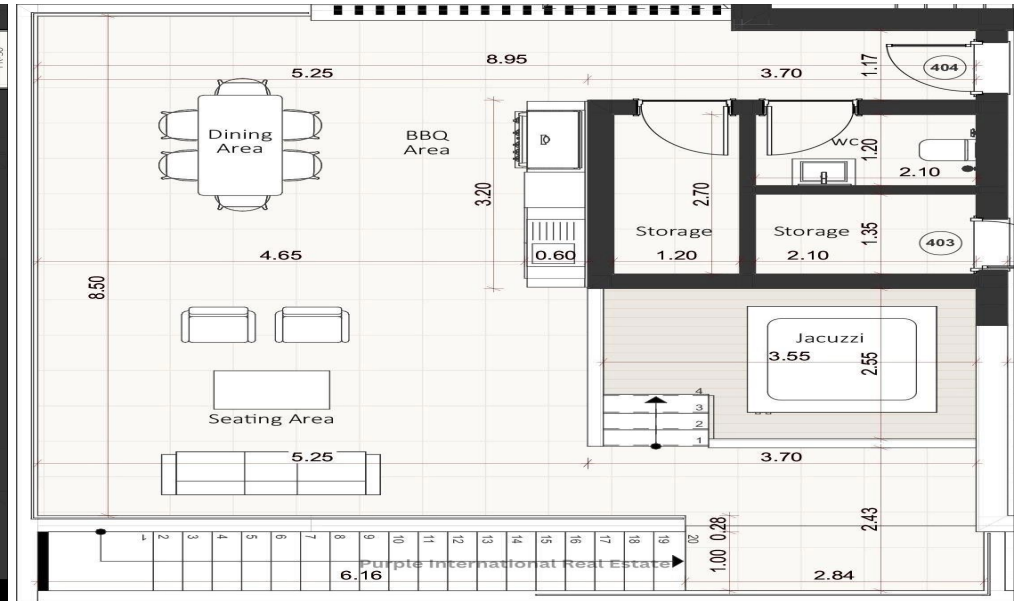 8.95
5.25
3.70
1.17
404
Dining
Area
BBQ
Area
WC
1.20
2.10
3.20
2.70
Storage
1.20
Storage
2.10
1.35
403
4.65
0.60
8.50
Jacuzzi
3.55
2.55
4
3
2
1
Seating Area
5.25
3.70
2.43
0.28
1.00
1 2 3 4 5 6 7 8 9 10 11 12 13 14 15 16 17 18 19 20
Purple International Real Estate
6.16
2.84